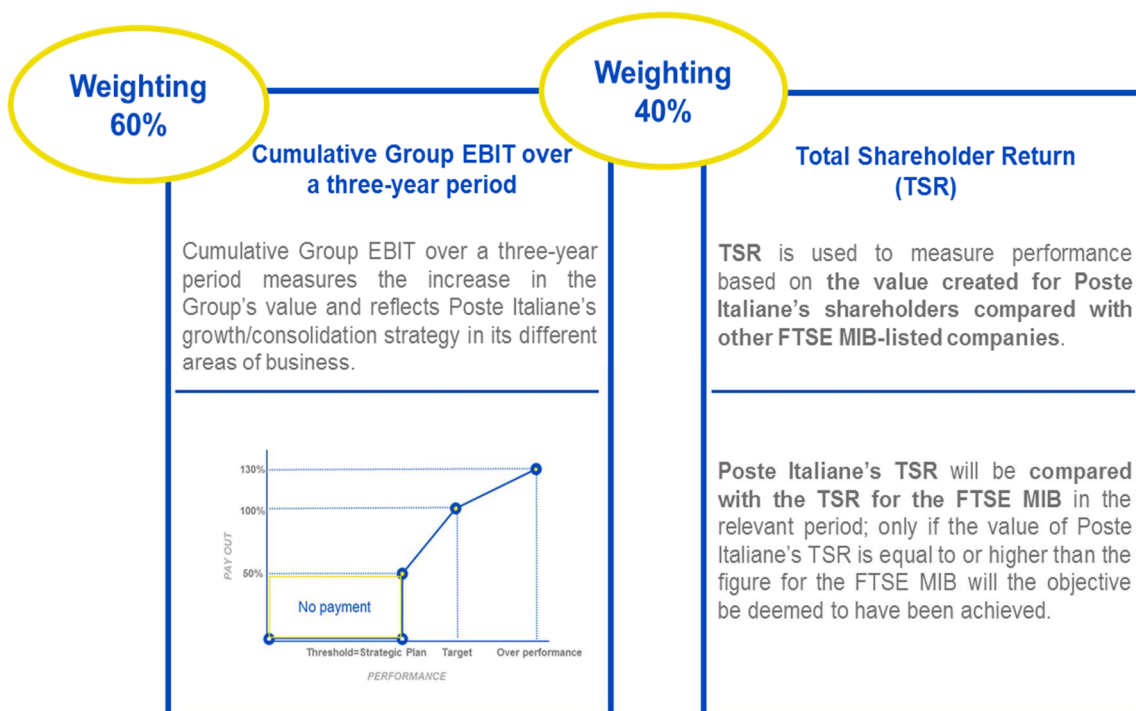 Weighting
60%
Cumulative Group EBIT over
a three-year period
Cumulative Group EBIT over a three-year
period measures the increase in the
Group's value and reflects Poste Italiane's
growth/consolidation strategy in its different
areas of business.
130%
100%
50%
PAY OUT
No payment
Threshold=Strategic Plan
Target
Over performance
PERFORMANCE
Weighting
40%
Total Shareholder Return
(TSR)
TSR is used to measure performance
based on the value created for Poste
Italiane's shareholders compared with
other FTSE MIB-listed companies.
Poste Italiane's TSR will be compared
with the TSR for the FTSE MIB in the
relevant period; only if the value of Poste
Italiane's TSR is equal to or higher than the
figure for the FTSE MIB will the objective
be deemed to have been achieved.